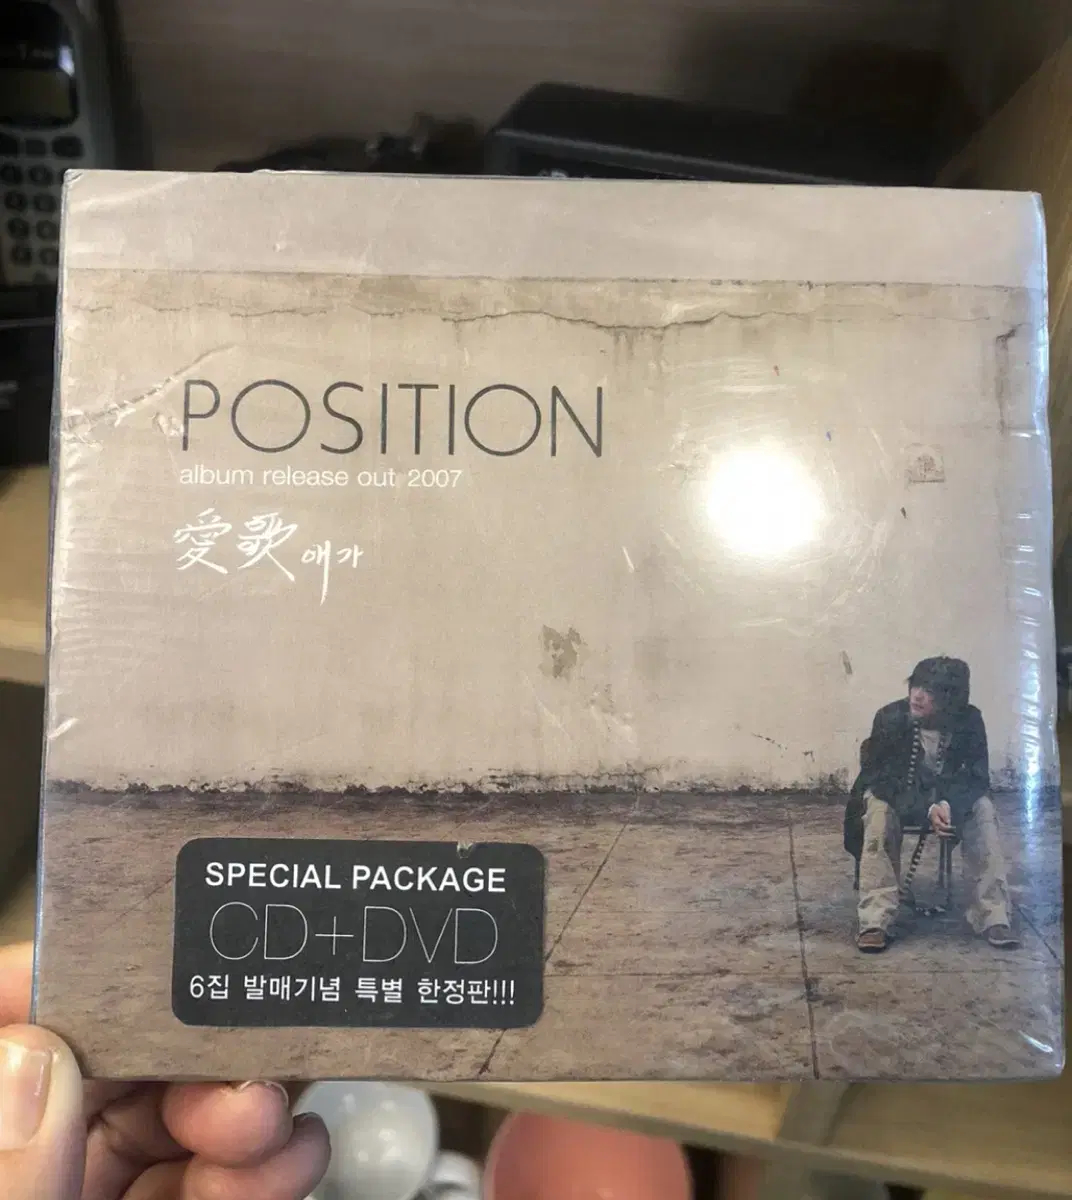 POSITION
album release out 2007
愛歌 애가
SPECIAL PACKAGE
CD+DVD
6집 발매기념 특별 한정판!!!